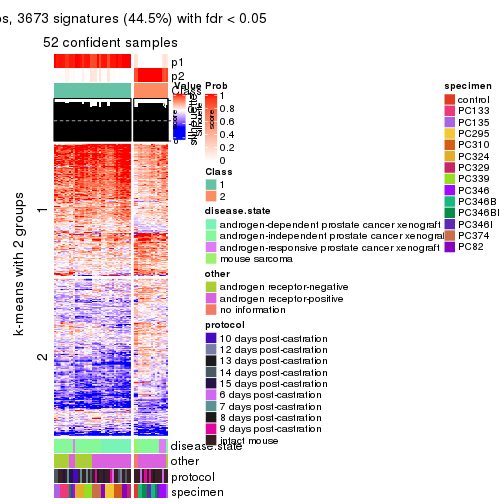 s, 3673 signatures (44.5%) with fdr < 0.05
52 confident samples
p1
p2
Class
k-means with 2 groups
1
2
disease.state
other
protocol
specimen
Value
Prob
1
0.8
0.6
0.4
0.2
0
Class
1
2
disease.state
androgen-dependent prostate cancer xenograft
androgen-independent prostate cancer xenograft
androgen-responsive prostate cancer xenograft
mouse sarcoma
other
androgen receptor-negative
androgen receptor-positive
no information
protocol
10 days post-castration
12 days post-castration
13 days post-castration
14 days post-castration
15 days post-castration
6 days post-castration
7 days post-castration
8 days post-castration
9 days post-castration
intact mouse
specimen
control
PC133
PC135
PC295
PC310
PC324
PC329
PC339
PC346
PC346B
PC346BI
PC346I
PC374
PC82